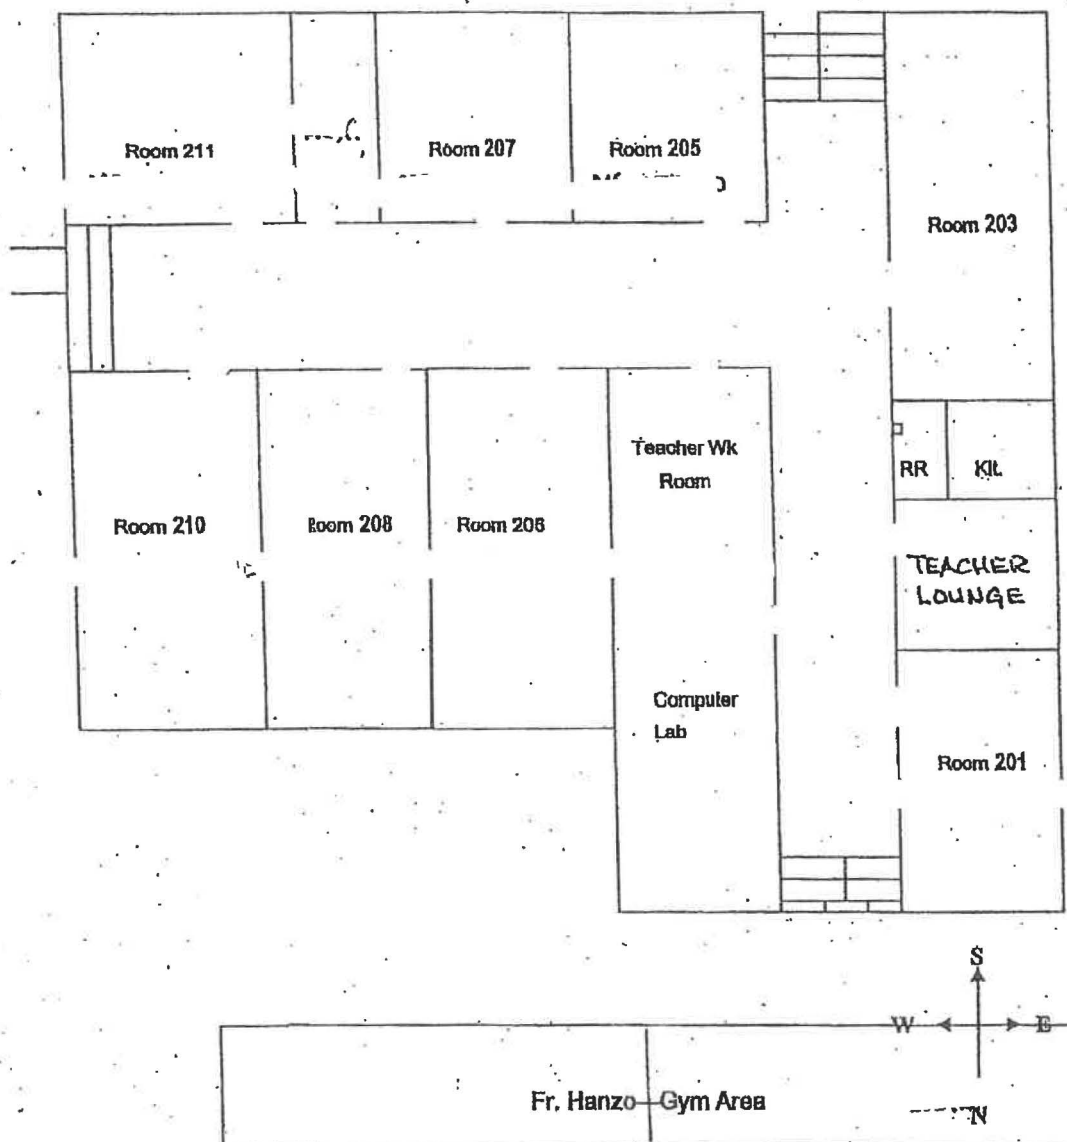 Room 211
Room 207
Room 205
Room 203
Teacher Wk
Room
RR
Kit.
Room 210
Room 208
Room 206
TEACHER
LOUNGE
Computer
Lab
Room 201
S
W
E
Fr. Hanzo Gym Area
N